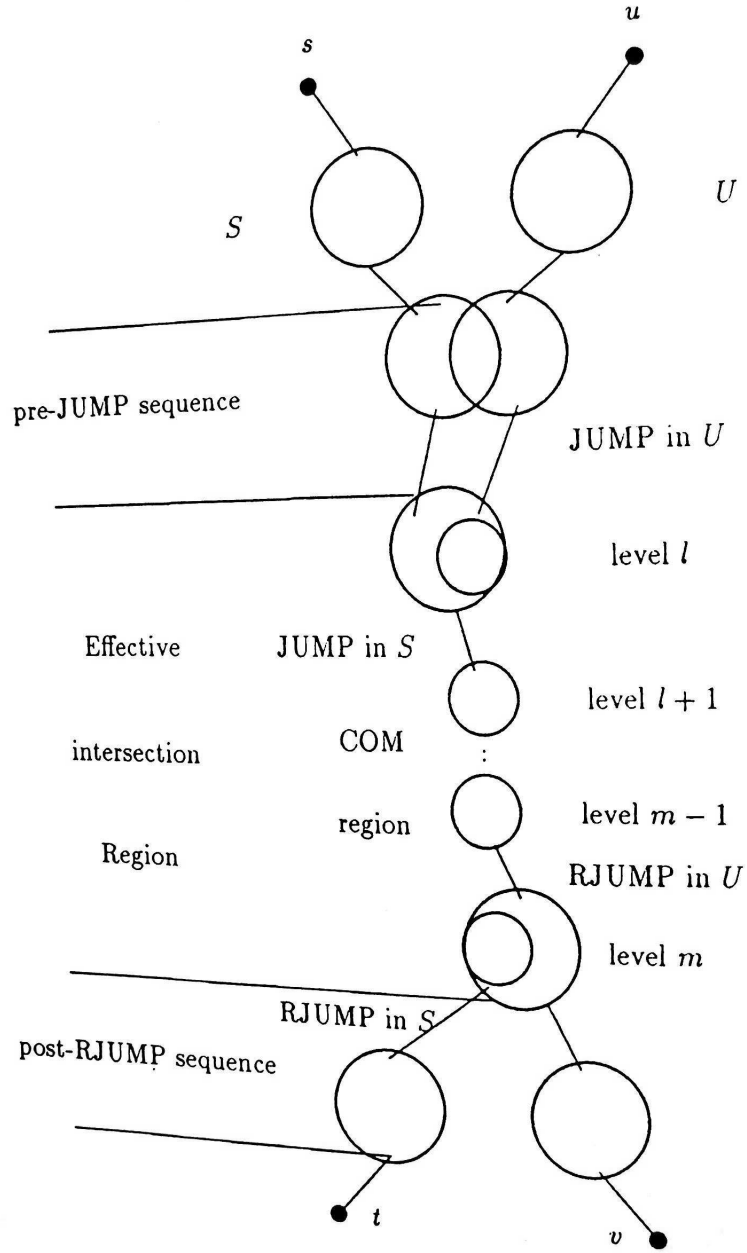 s
u
S
U
pre-JUMP sequence
JUMP in U
level l
Effective
JUMP in S
level l + 1
intersection
COM
⋮
region
level m − 1
Region
RJUMP in U
level m
RJUMP in S
post-RJUMP sequence
t
v